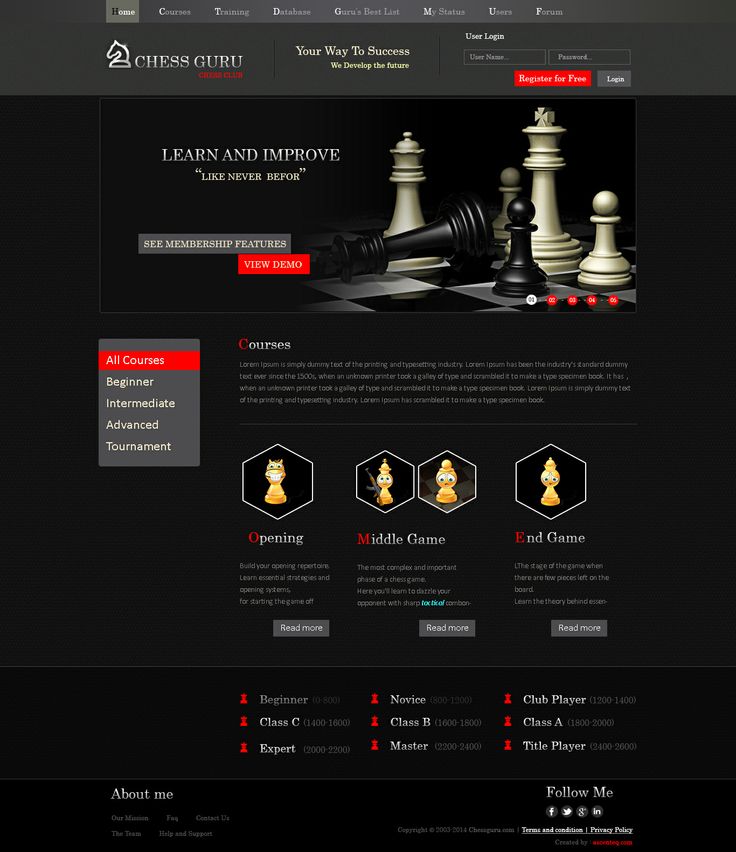 Home Courses Training Database Guru's Best List My Status Users Forum
User Login
CHESS GURU
CHESS CLUB
Your Way To Success
We Develop the future
User Name... Password...
Register for Free Login
LEARN AND IMPROVE
“LIKE NEVER BEFOR”
SEE MEMBERSHIP FEATURES
VIEW DEMO
01 02 03 04 05
All Courses
Beginner
Intermediate
Advanced
Tournament
Courses
Lorem Ipsum is simply dummy text of the printing and typesetting industry. Lorem Ipsum has been the industry's standard dummy
text ever since the 1500s, when an unknown printer took a galley of type and scrambled it to make a type specimen book. It has ,
when an unknown printer took a galley of type and scrambled it to make a type specimen book. Lorem Ipsum is simply dummy text
of the printing and typesetting industry. Lorem Ipsum has scrambled it to make a type specimen book.
Opening
Build your opening repertoire.
Learn essential strategies and
opening systems,
for starting the game off
Read more
Middle Game
The most complex and important
phase of a chess game.
Here you'll learn to dazzle your
opponent with sharp tactical combon-
Read more
End Game
LThe stage of the game when
there are few pieces left on the
board.
Learn the theory behind essen-
Read more
Beginner (0-800) Novice (800-1200) Club Player (1200-1400)
Class C (1400-1600) Class B (1600-1800) Class A (1800-2000)
Expert (2000-2200) Master (2200-2400) Title Player (2400-2600)
About me
Our Mission Faq Contact Us
The Team Help and Support
Follow Me
Copyright © 2003-2014 Chessguru.com | Terms and condition | Privacy Policy
Created by :